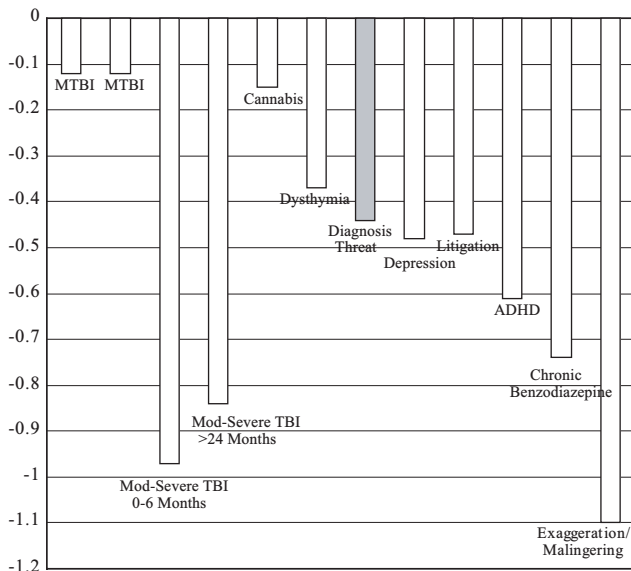 0
-0.1
-0.2
-0.3
-0.4
-0.5
-0.6
-0.7
-0.8
-0.9
-1
-1.1
-1.2
MTBI
MTBI
Mod-Severe TBI
0-6 Months
Mod-Severe TBI
>24 Months
Cannabis
Dysthymia
Diagnosis
Threat
Depression
Litigation
ADHD
Chronic
Benzodiazepine
Exaggeration/
Malingering